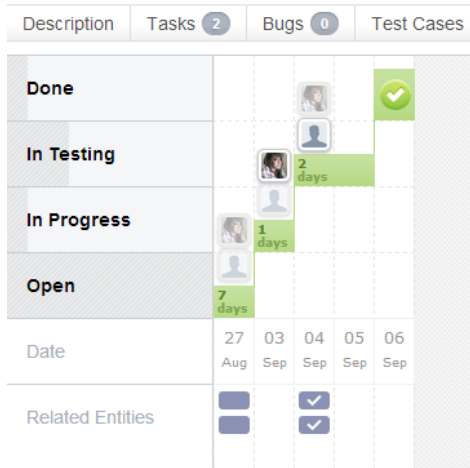 Description Tasks 2 Bugs 0 Test Cases
Done
In Testing
2
days
In Progress
1
days
Open
7
days
Date
27 03 04 05 06
Aug Sep Sep Sep Sep
Related Entities